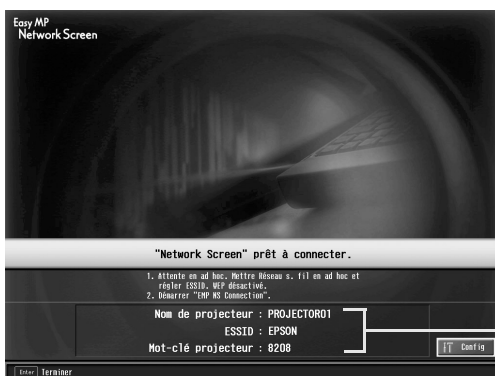 Easy MP
Network Screen
"Network Screen" prêt à connecter.
1. Attente en ad hoc. Mettre Réseau s. fil en ad hoc et
régler ESSID. WEP désactivé.
2. Démarrer "EMP NS Connection".
Nom de projecteur : PROJECTOR01
ESSID : EPSON
Mot-clé projecteur : 8208
Config
Enter Terminer